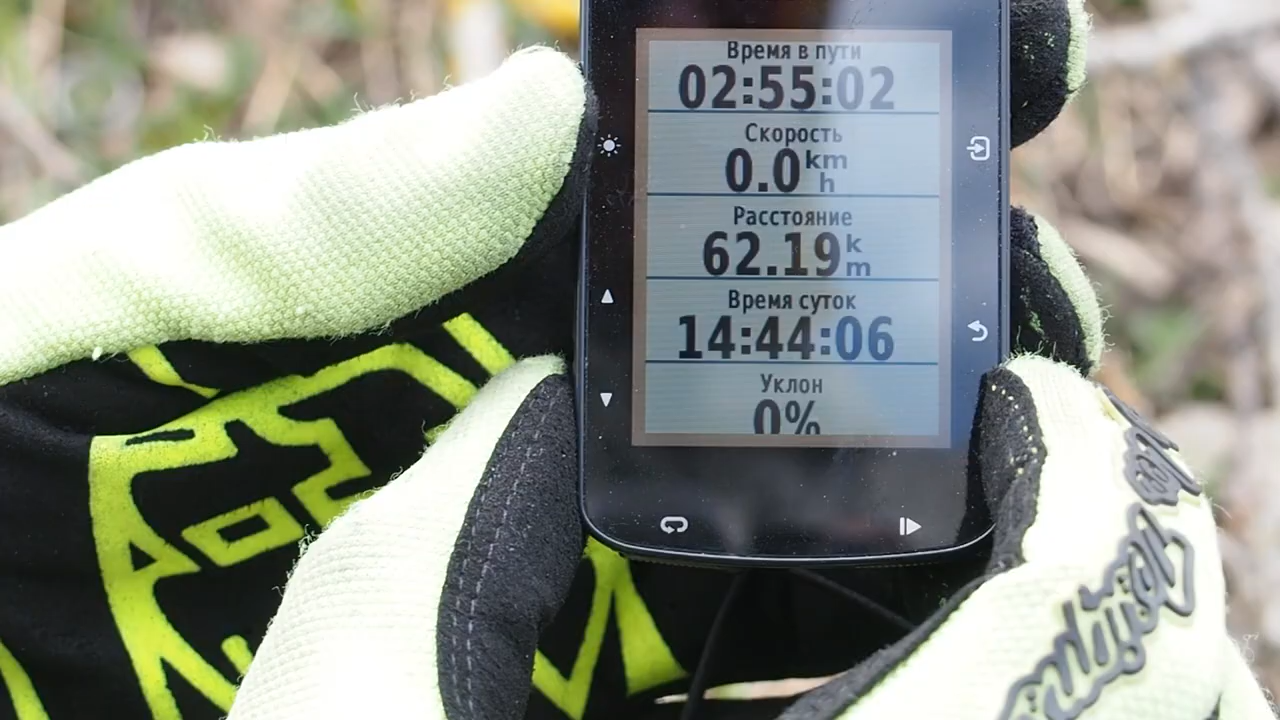 Время в пути
02:55:02
Скорость
0.0 km h
Расстояние
62.19 k m
Время суток
14:44:06
Уклон
0%